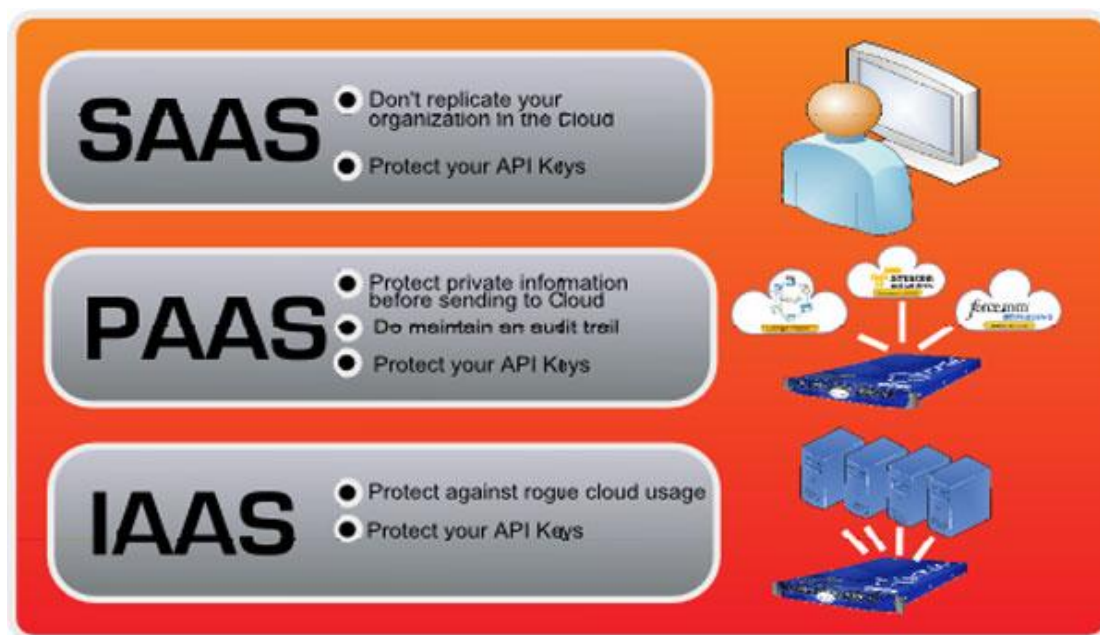 SAAS
Don't replicate your
organization in the Cloud
Protect your API Keys
PAAS
Protect private information
before sending to Cloud
Do maintain an audit trail
Protect your API Keys
force.com
IAAS
Protect against rogue cloud usage
Protect your API Keys